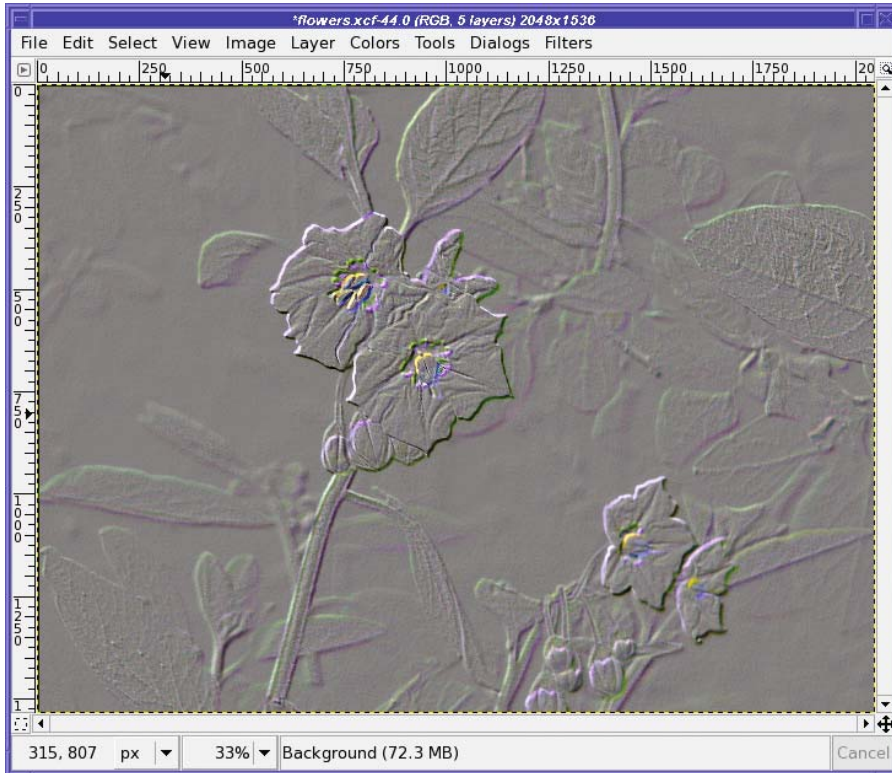 *flowers.xcf-44.0 (RGB, 5 layers) 2048x1536
File Edit Select View Image Layer Colors Tools Dialogs Filters
0 250 500 750 1000 1250 1500 1750 20
0
250
500
750
1000
1250
1
315, 807 px 33% Background (72.3 MB) Cancel